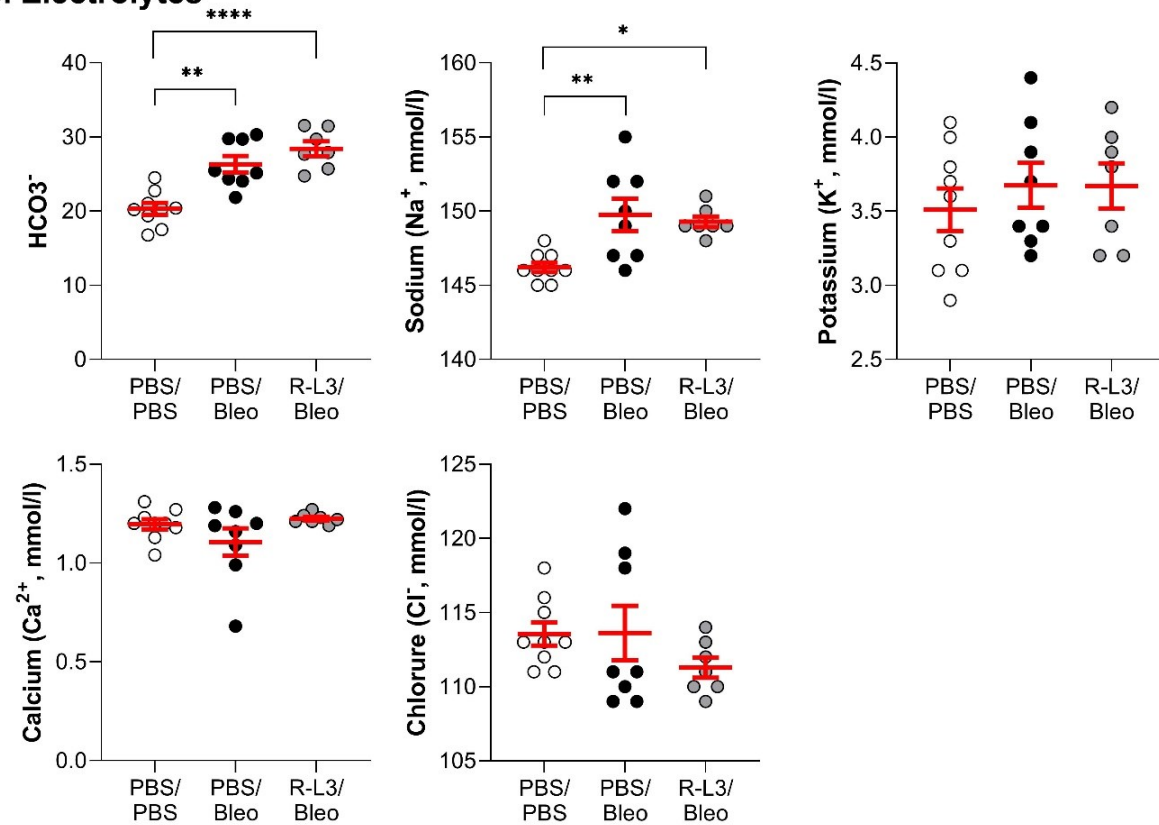 Electrolytes
****
*
**
**
HCO3⁻
40
30
20
10
0
PBS/ PBS/ R-L3/
PBS Bleo Bleo
Sodium (Na⁺, mmol/l)
160
155
150
145
140
PBS/ PBS/ R-L3/
PBS Bleo Bleo
Potassium (K⁺, mmol/l)
4.5
4.0
3.5
3.0
2.5
PBS/ PBS/ R-L3/
PBS Bleo Bleo
Calcium (Ca²⁺, mmol/l)
1.5
1.0
0.5
0.0
PBS/ PBS/ R-L3/
PBS Bleo Bleo
Chlorure (Cl⁻, mmol/l)
125
120
115
110
105
PBS/ PBS/ R-L3/
PBS Bleo Bleo